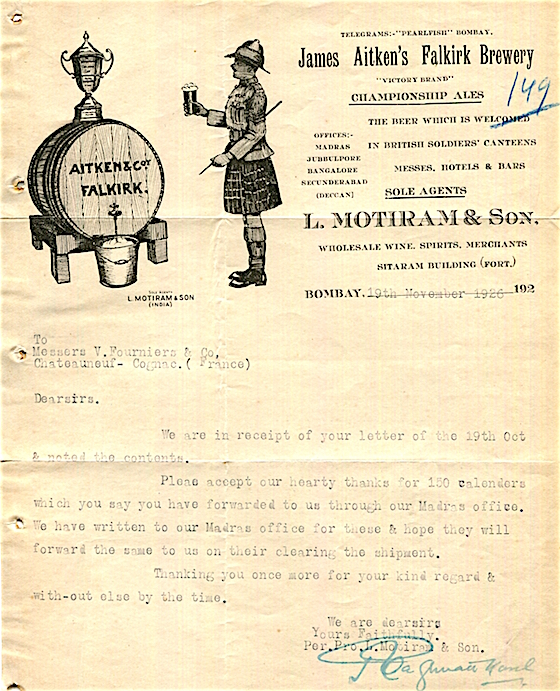 TELEGRAMS:-"PEARLFISH" BOMBAY.
James Aitken's Falkirk Brewery
"VICTORY BRAND"
CHAMPIONSHIP ALES
149
THE BEER WHICH IS WELCOMED
IN BRITISH SOLDIERS' CANTEENS
MESSES, HOTELS & BARS
OFFICES:-
MADRAS
JUBBULPORE
BANGALORE
SECUNDERABAD
(DECCAN)
SOLE AGENTS
L. MOTIRAM & SON.
WHOLESALE WINE, SPIRITS, MERCHANTS
SITARAM BUILDING (FORT.)
BOMBAY, 19th November 1926 192
AITKEN & COY
FALKIRK.
SOLE AGENTS
L. MOTIRAM & SON
(INDIA)
To
Messers V.Fourniers & Co,
Chateauneuf- Cognac.( France)
Dearsirs.
We are in receipt of your letter of the 19th Oct
& noted the contents.
Pleae accept our hearty thanks for 150 calenders
which you say you have forwarded to us through our Madras office.
We have written to our Madras office for these & hope they will
forward the same to us on their clearing the shipment.
Thanking you once more for your kind regard &
with-out else by the time.
We are dearsirs
Yours Faithfully.
Per.Pro.L.Motiram & Son.